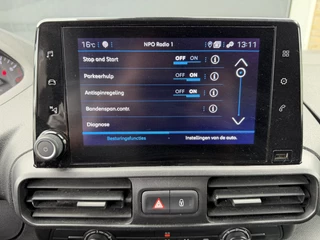 16°C NPO Radio 1 13:11
Stop and Start OFF ON
Parkeerhulp OFF ON
Antispinregeling OFF ON
Bandenspan.contr.
Diagnose
Besturingsfuncties Instellingen van de auto.